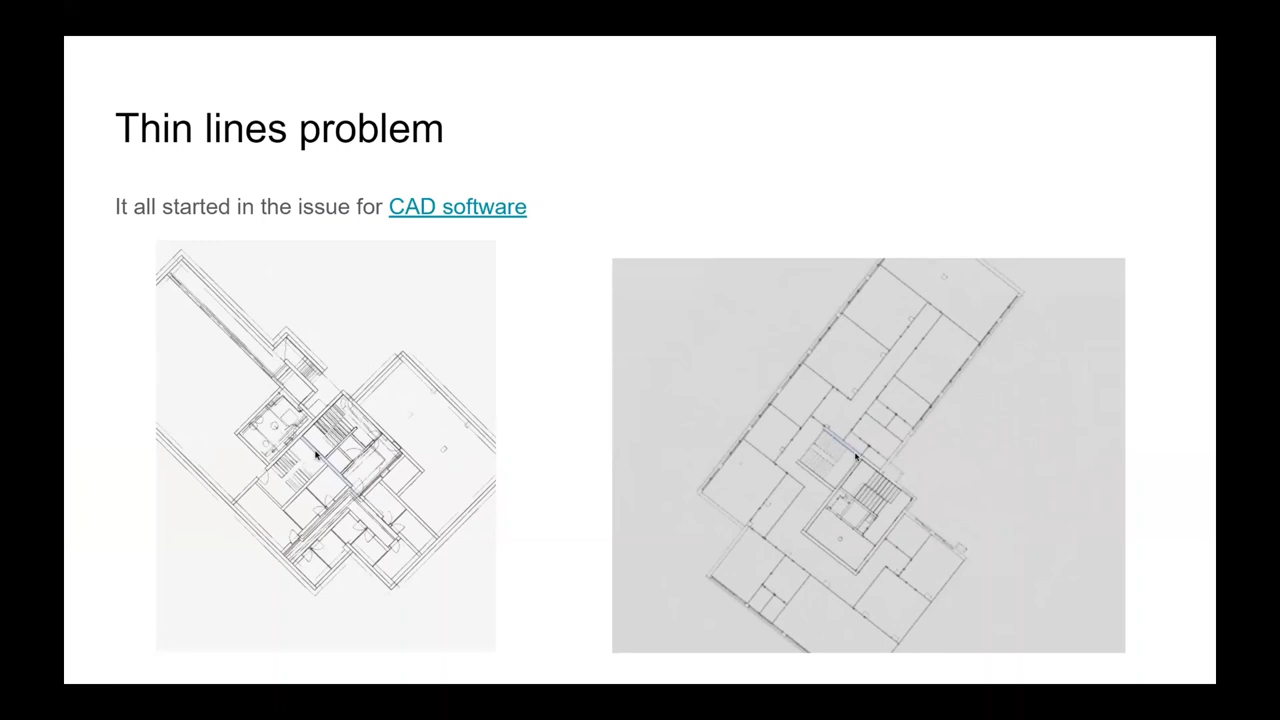 Thin lines problem
It all started in the issue for CAD software